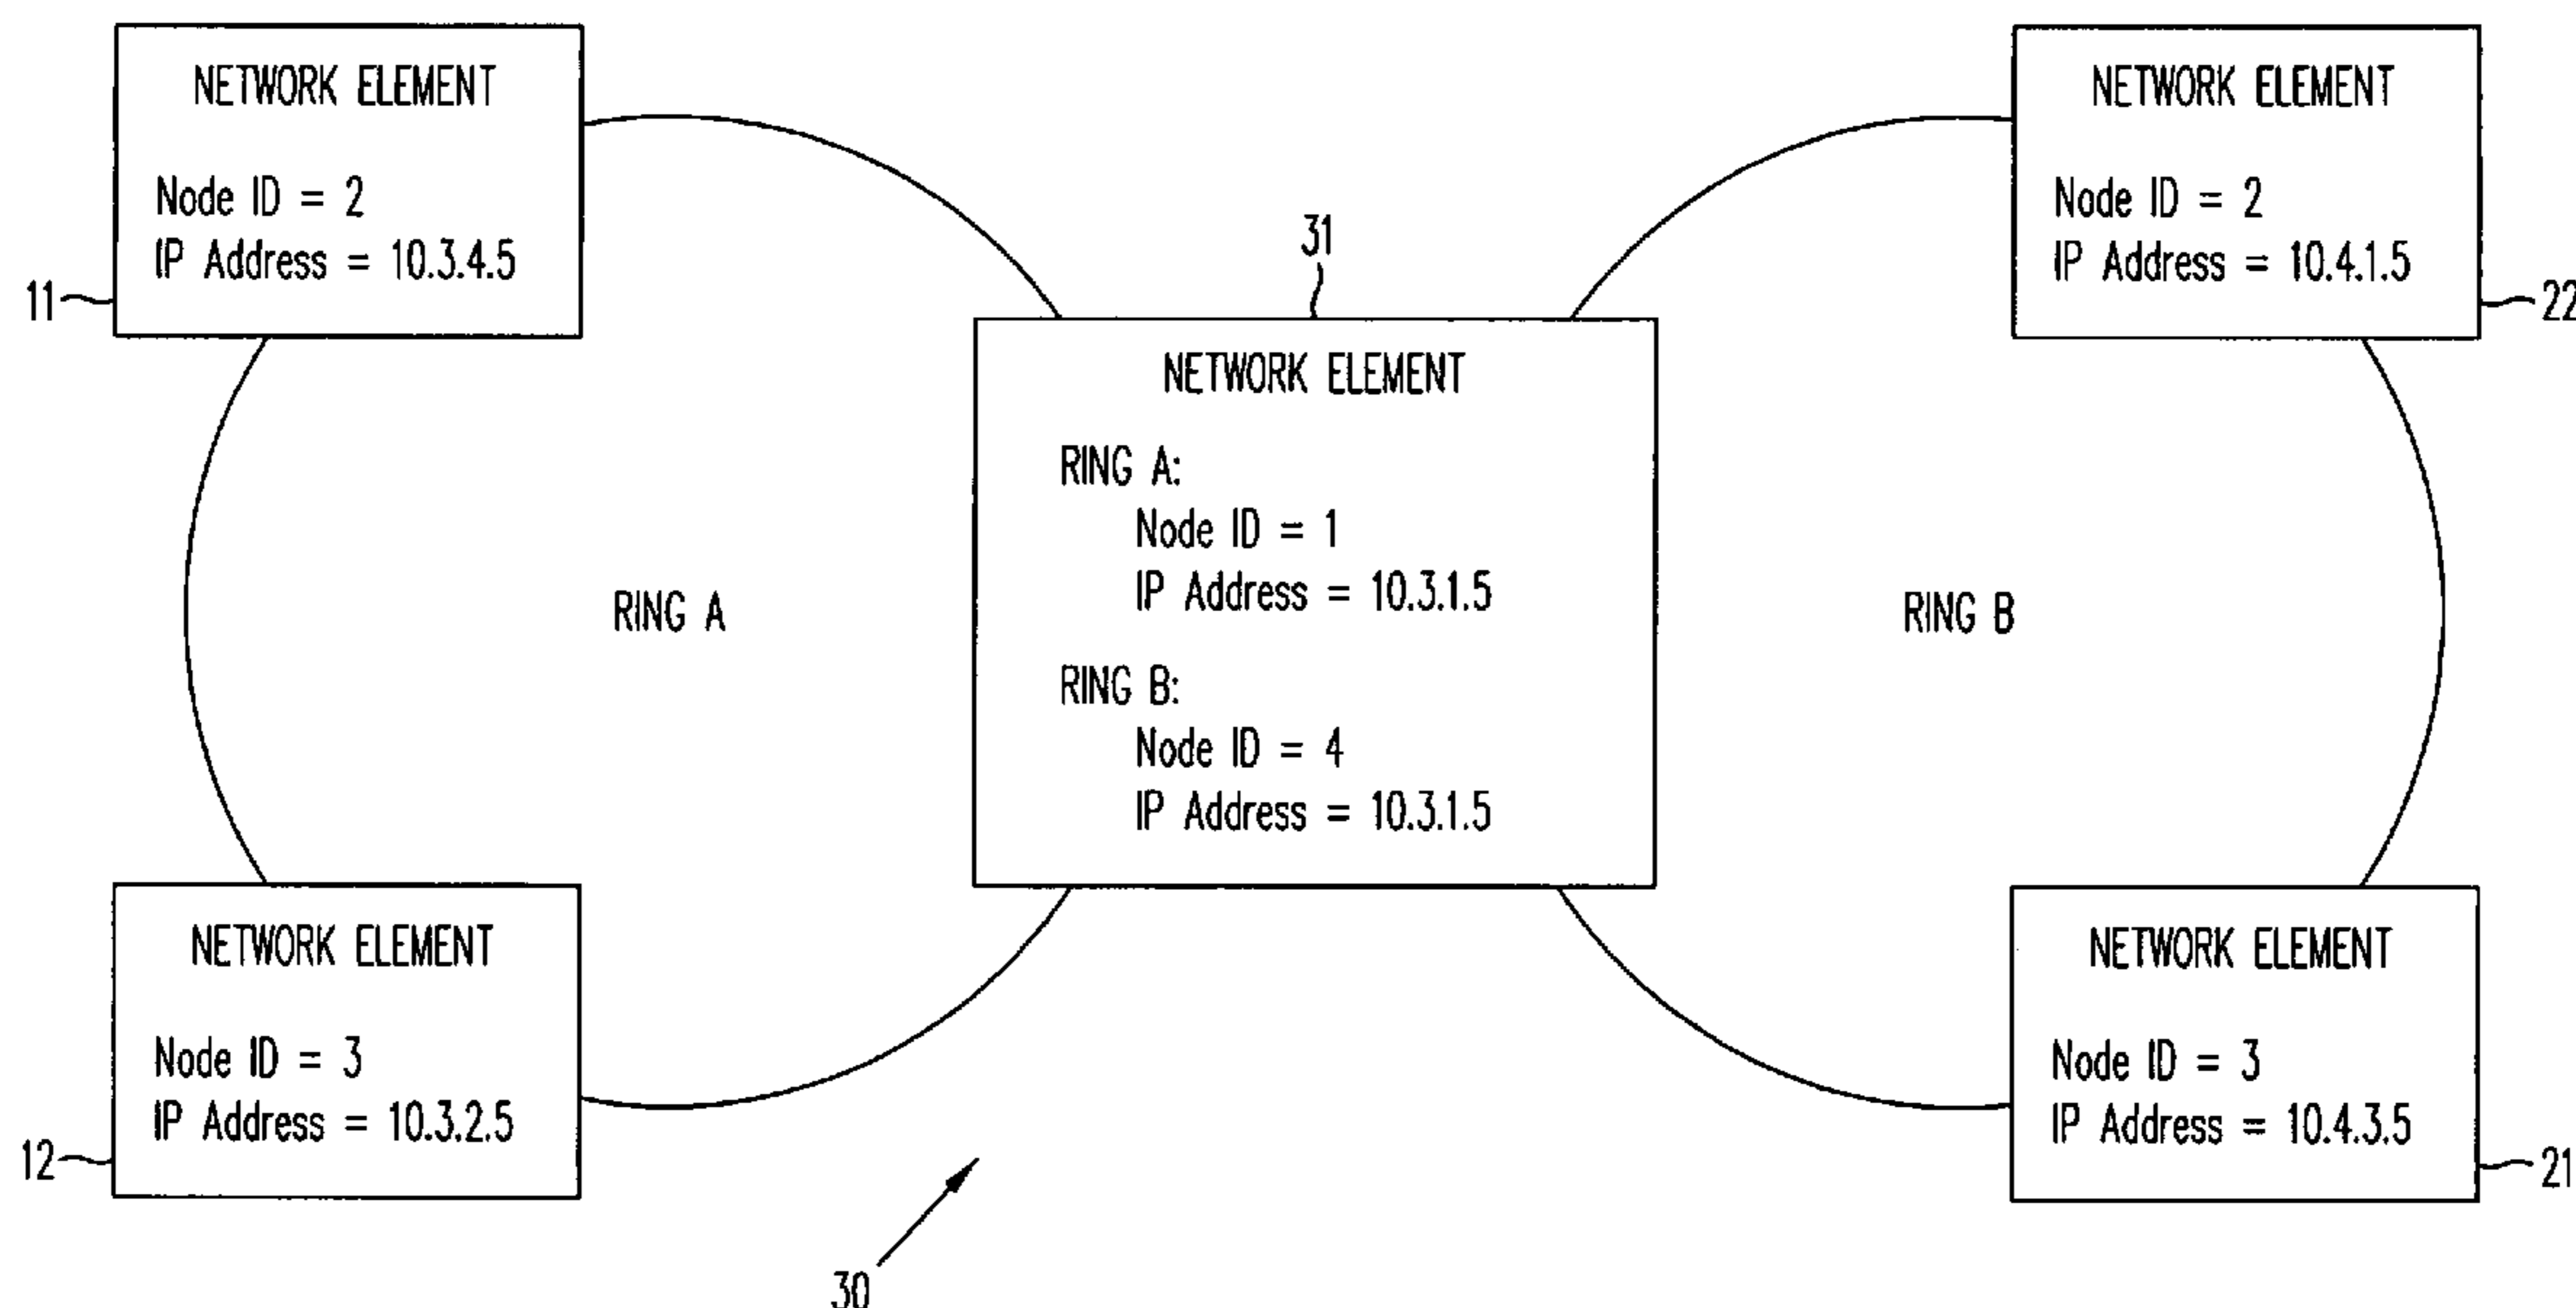 NETWORK ELEMENT
Node ID = 2
IP Address = 10.3.4.5
11
NETWORK ELEMENT
Node ID = 2
IP Address = 10.4.1.5
22
31
NETWORK ELEMENT
RING A:
Node ID = 1
IP Address = 10.3.1.5
RING B:
Node ID = 4
IP Address = 10.3.1.5
RING A
RING B
NETWORK ELEMENT
Node ID = 3
IP Address = 10.3.2.5
12
NETWORK ELEMENT
Node ID = 3
IP Address = 10.4.3.5
21
30